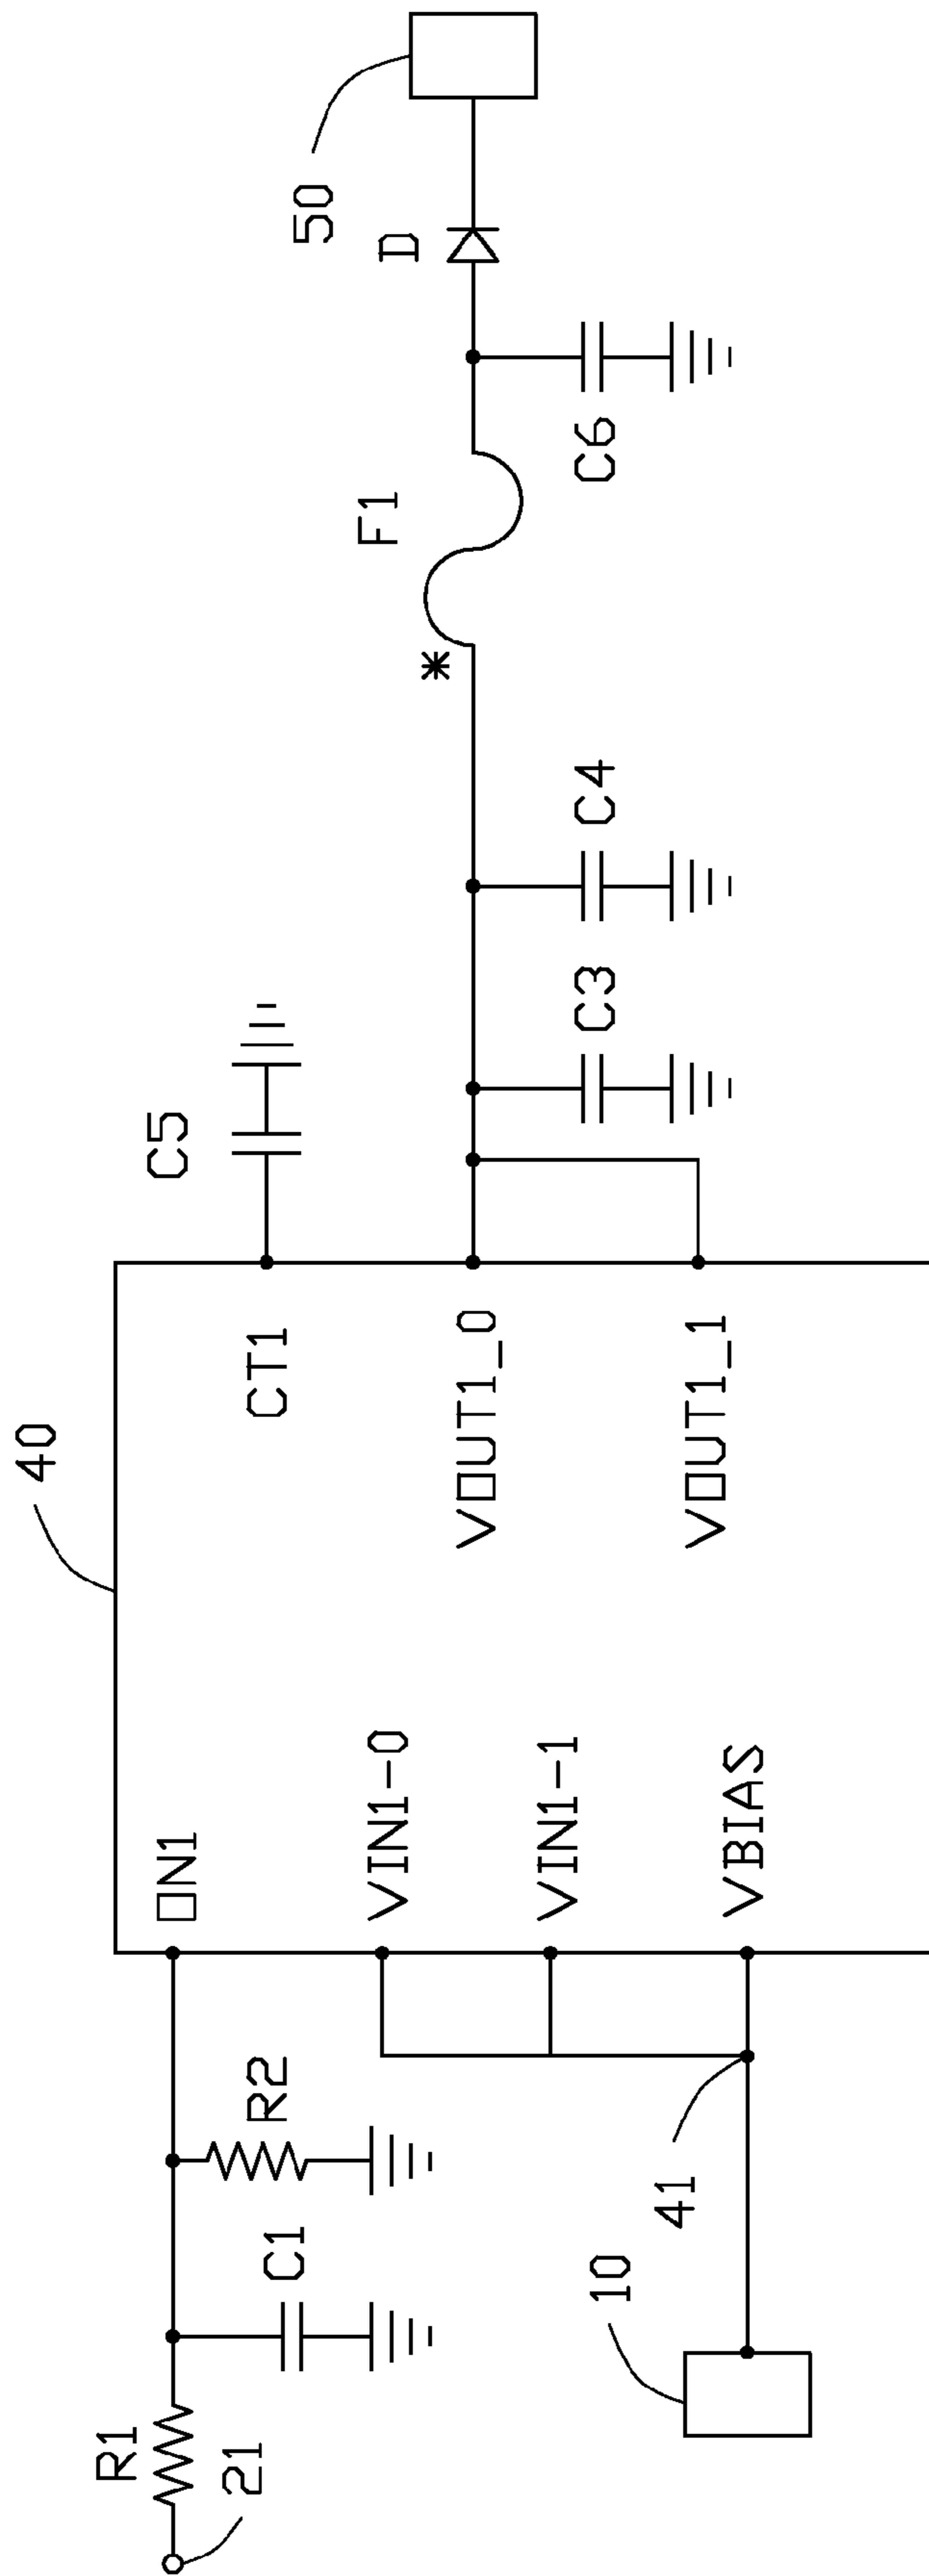 40
50
R1
21
C1
R2
ON1
CT1
C5
VIN1-0
VOUT1_0
F1
*
D
VIN1-1
C3
C4
C6
10
41
VBIAS
VOUT1_1